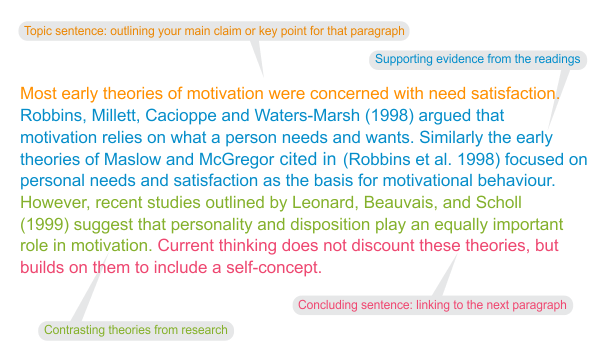 Topic sentence: outlining your main claim or key point for that paragraph
Supporting evidence from the readings
Most early theories of motivation were concerned with need satisfaction.
Robbins, Millett, Cacioppe and Waters-Marsh (1998) argued that
motivation relies on what a person needs and wants. Similarly the early
theories of Maslow and McGregor cited in (Robbins et al. 1998) focused on
personal needs and satisfaction as the basis for motivational behaviour.
However, recent studies outlined by Leonard, Beauvais, and Scholl
(1999) suggest that personality and disposition play an equally important
role in motivation. Current thinking does not discount these theories, but
builds on them to include a self-concept.
Concluding sentence: linking to the next paragraph
Contrasting theories from research